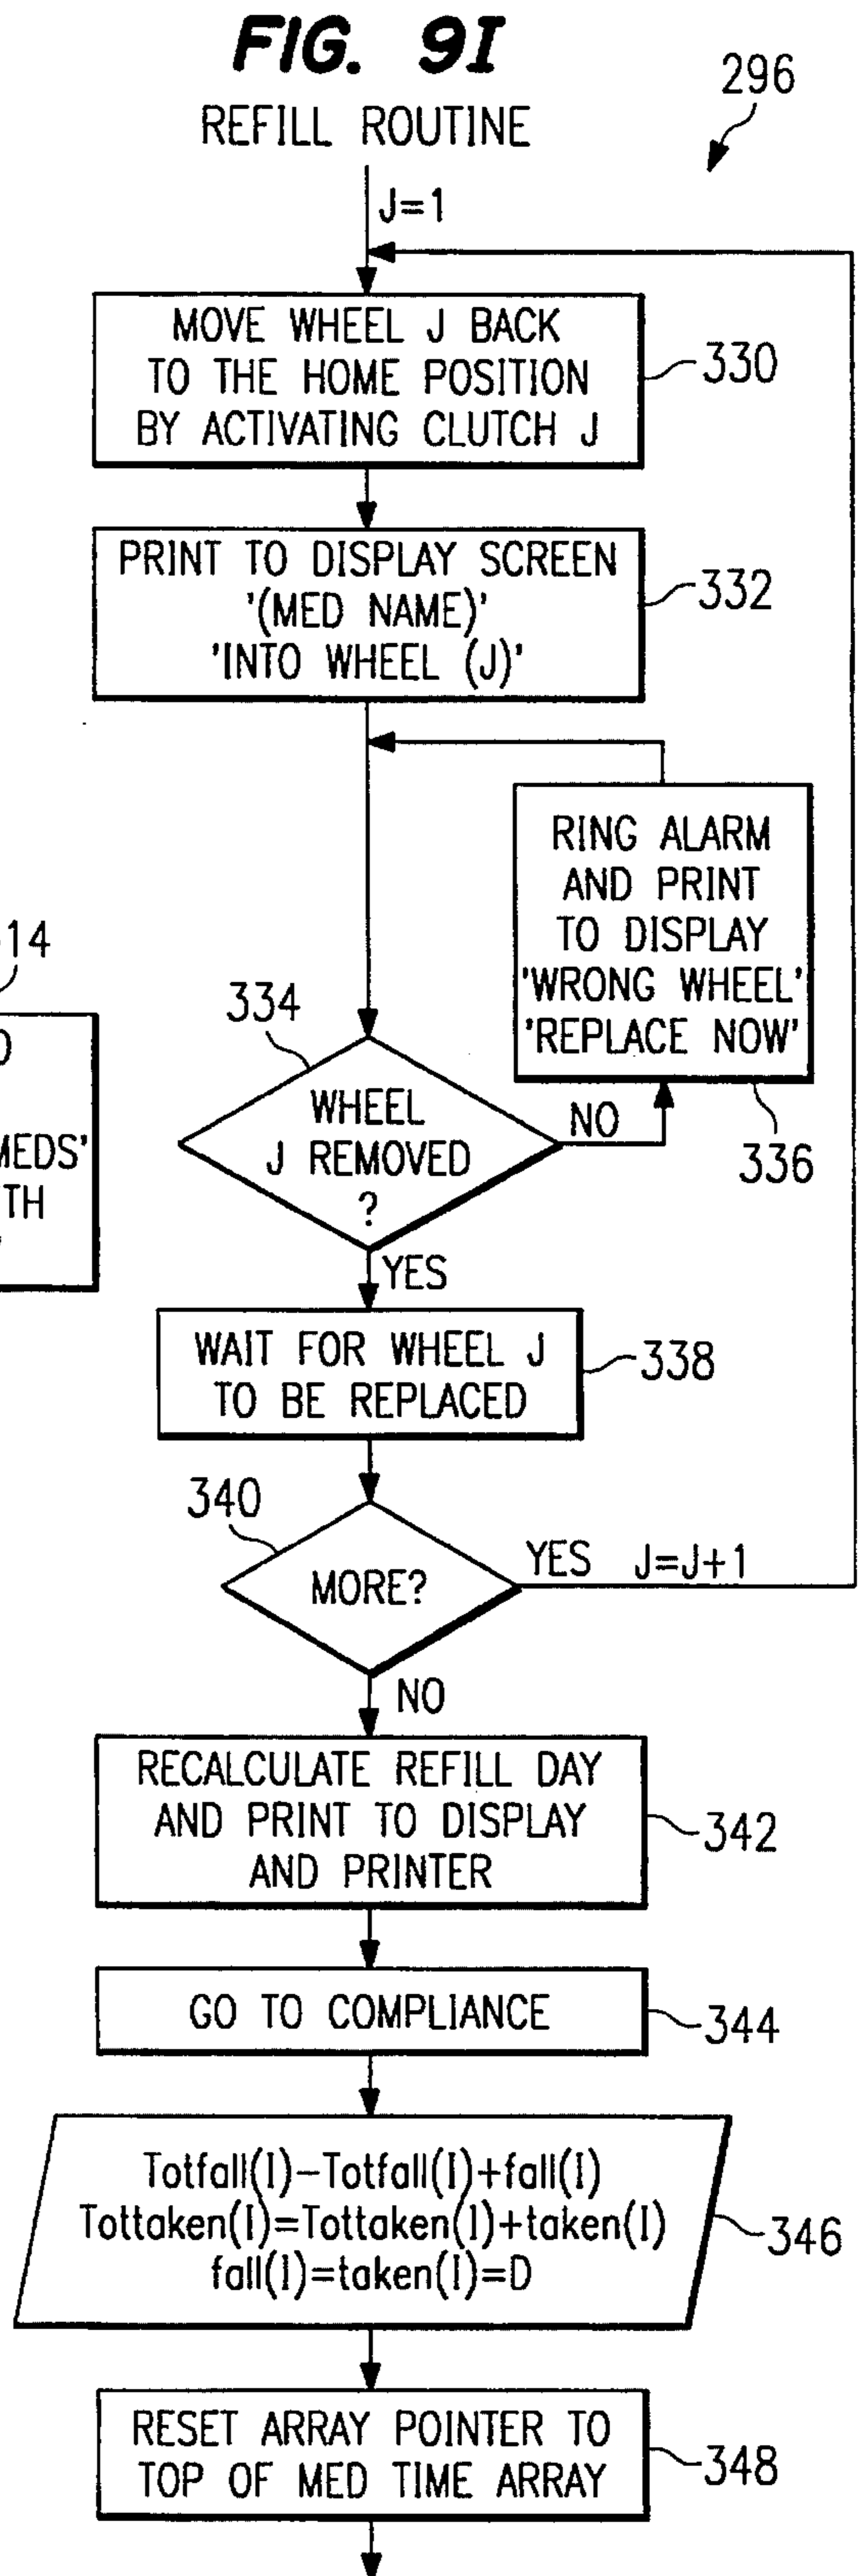 FIG. 9I
296
REFILL ROUTINE
J=1
MOVE WHEEL J BACK
TO THE HOME POSITION
BY ACTIVATING CLUTCH J
330
PRINT TO DISPLAY SCREEN
'(MED NAME)'
'INTO WHEEL (J)'
332
RING ALARM
AND PRINT
TO DISPLAY
'WRONG WHEEL'
'REPLACE NOW'
336
14
MEDS'
TH
334
WHEEL
J REMOVED
?
NO
YES
WAIT FOR WHEEL J
TO BE REPLACED
338
340
MORE?
YES J=J+1
NO
RECALCULATE REFILL DAY
AND PRINT TO DISPLAY
AND PRINTER
342
GO TO COMPLIANCE
344
Totfall(I)-Totfall(I)+fall(I)
Tottaken(I)=Tottaken(I)+taken(I)
fall(I)=taken(I)=D
346
RESET ARRAY POINTER TO
TOP OF MED TIME ARRAY
348